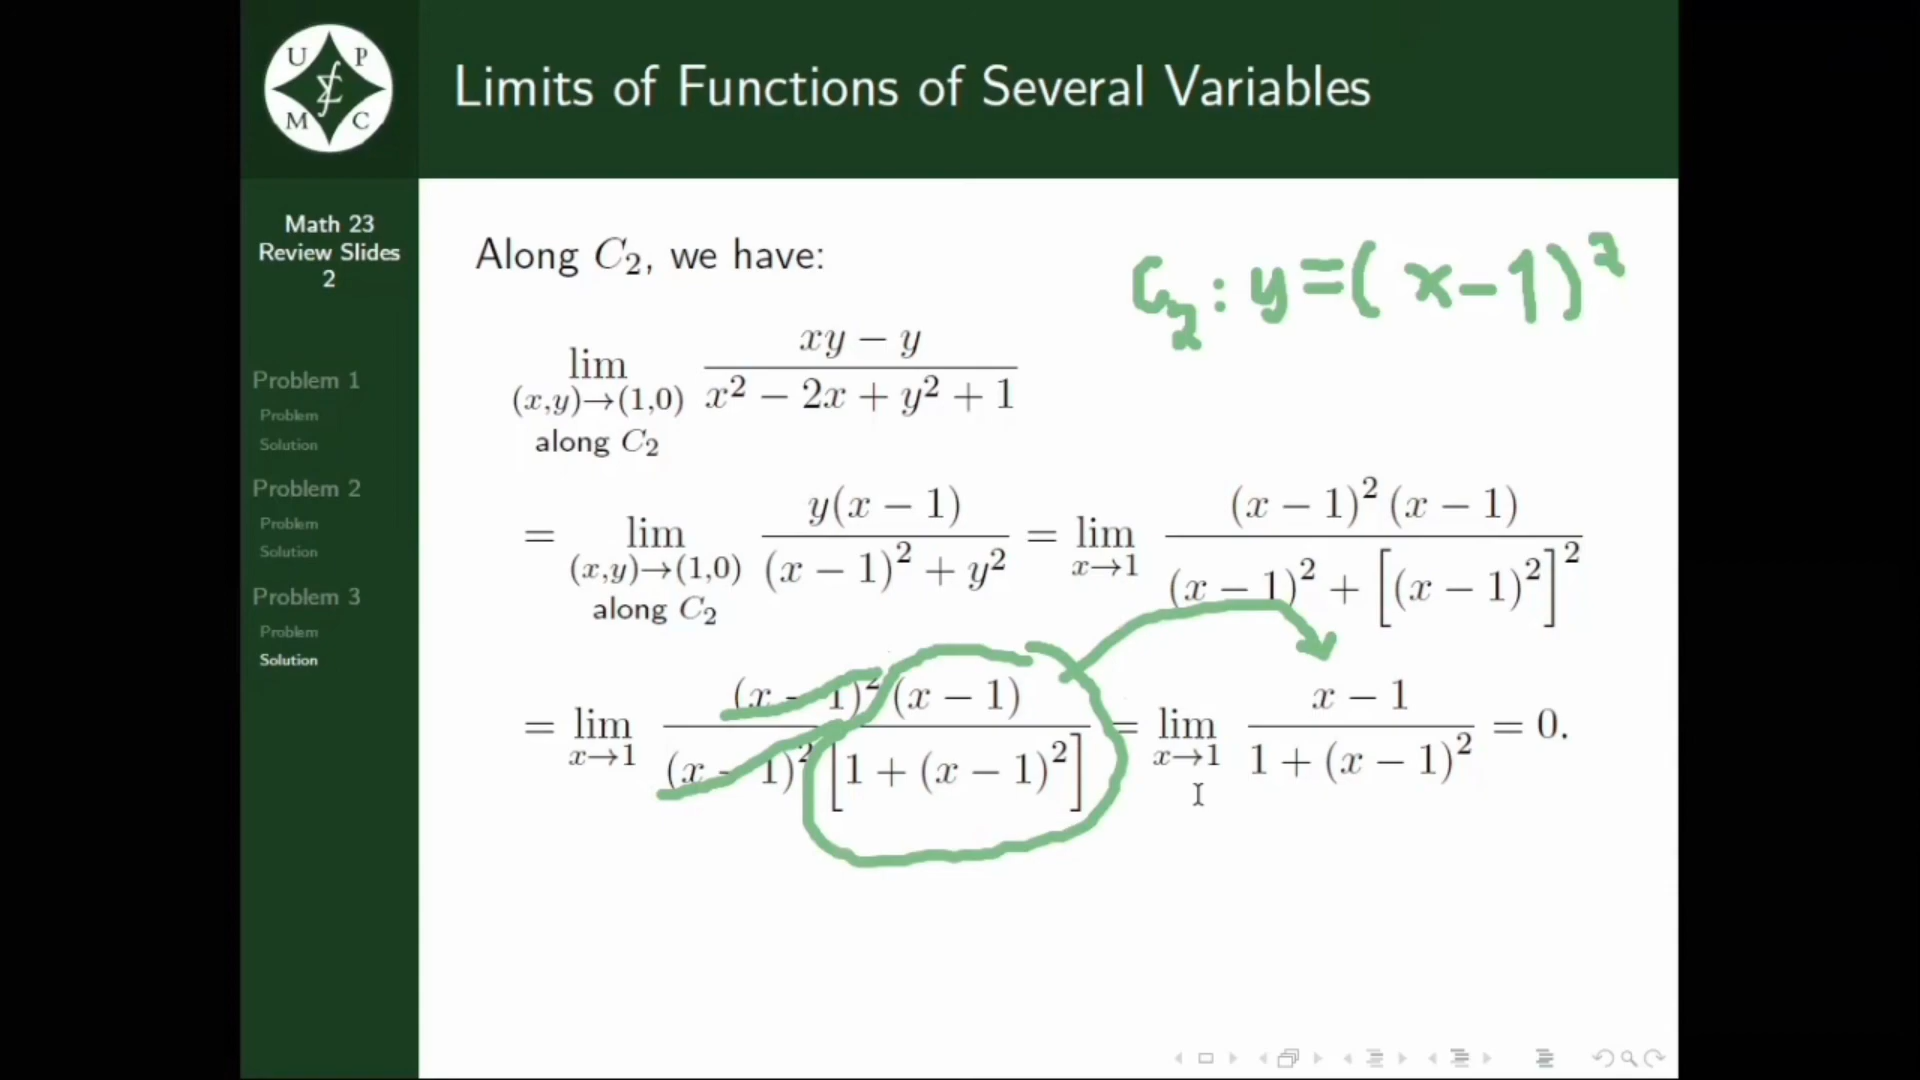 U P
M C
Limits of Functions of Several Variables
Math 23
Review Slides
2
Problem 1
Problem
Solution
Problem 2
Problem
Solution
Problem 3
Problem
Solution
Along C₂, we have:
C₂: y=(x-1)²
lim (x,y)→(1,0) along C₂ (xy − y)/(x² − 2x + y² + 1)
= lim (x,y)→(1,0) along C₂ y(x − 1)/((x − 1)² + y²) = lim x→1 (x − 1)² (x − 1)/((x − 1)² + [(x − 1)²]²)
= lim x→1 (x − 1)² (x − 1)/((x − 1)² [1 + (x − 1)²]) = lim x→1 (x − 1)/(1 + (x − 1)²) = 0.